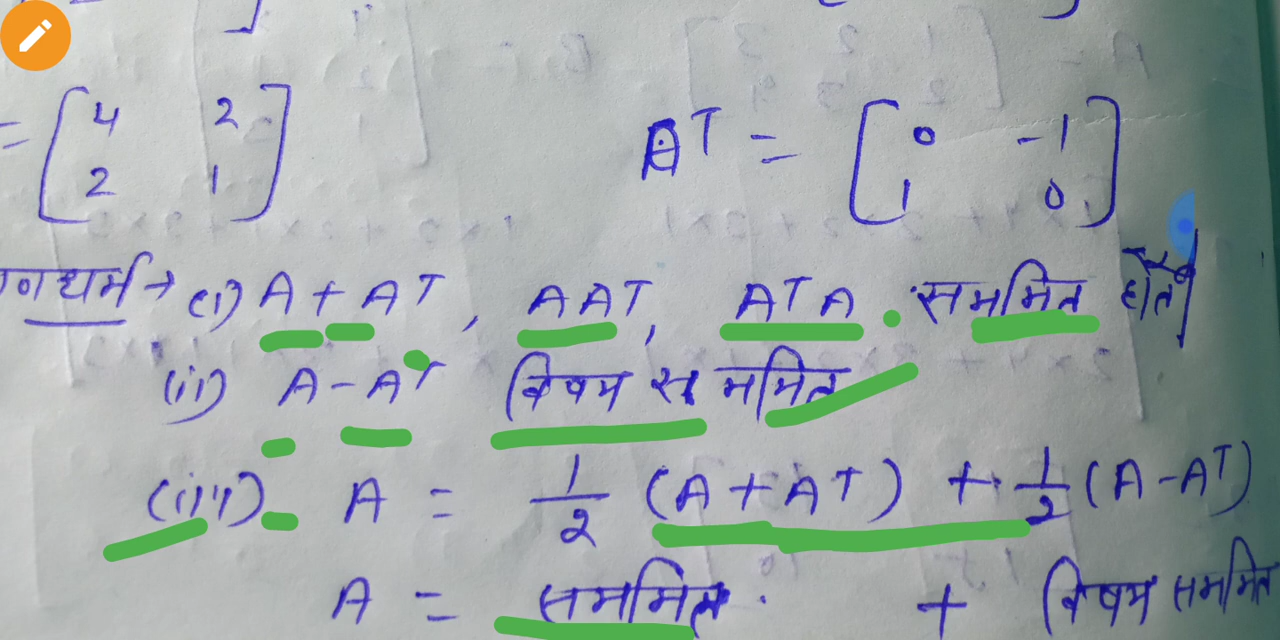 = [4 2
2 1]
Aᵀ = [0 -1
1 0]
गुणधर्म → (i) A + Aᵀ, AAᵀ, AᵀA सममित होते
(ii) A - Aᵀ विषम सममित
(iii) A = 1/2 (A + Aᵀ) + 1/2 (A - Aᵀ)
A = सममित + विषम सममित